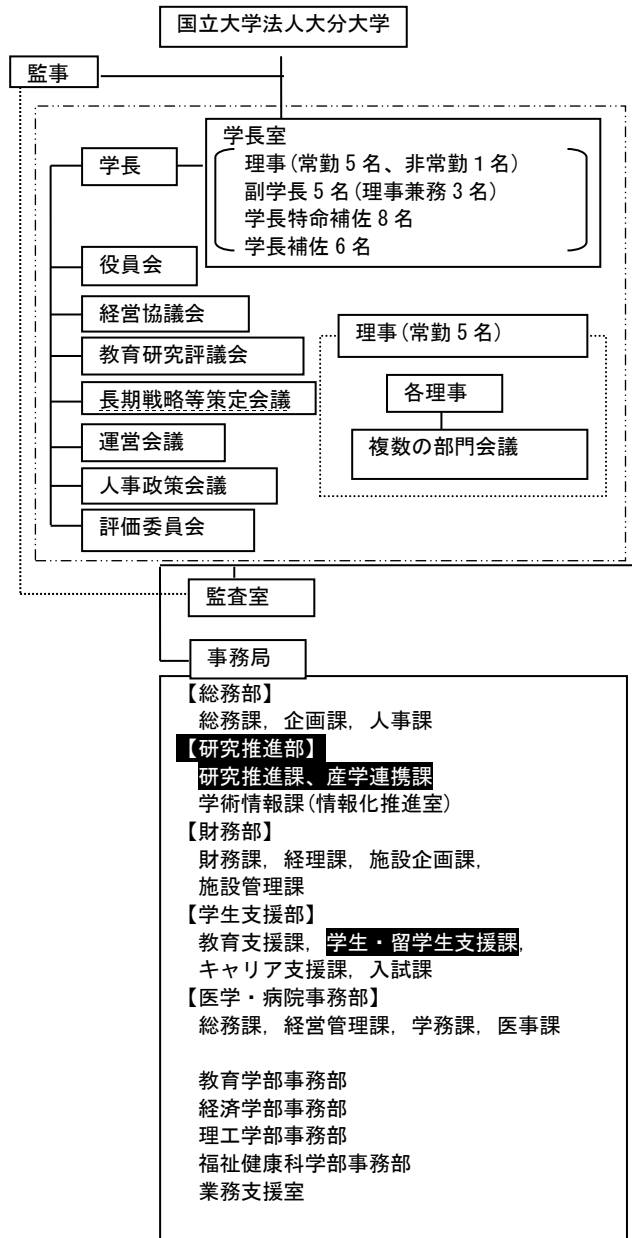 国立大学法人大分大学
監事
学長
学長室
理事(常勤5名、非常勤1名)
副学長5名(理事兼務3名)
学長特命補佐8名
学長補佐6名
役員会
経営協議会
教育研究評議会
長期戦略等策定会議
運営会議
人事政策会議
評価委員会
理事(常勤5名)
各理事
複数の部門会議
監査室
事務局
【総務部】
総務課，企画課，人事課
【研究推進部】
研究推進課、産学連携課
学術情報課(情報化推進室)
【財務部】
財務課，経理課，施設企画課，
施設管理課
【学生支援部】
教育支援課，学生・留学生支援課，
キャリア支援課，入試課
【医学・病院事務部】
総務課，経営管理課，学務課，医事課
教育学部事務部
経済学部事務部
理工学部事務部
福祉健康科学部事務部
業務支援室